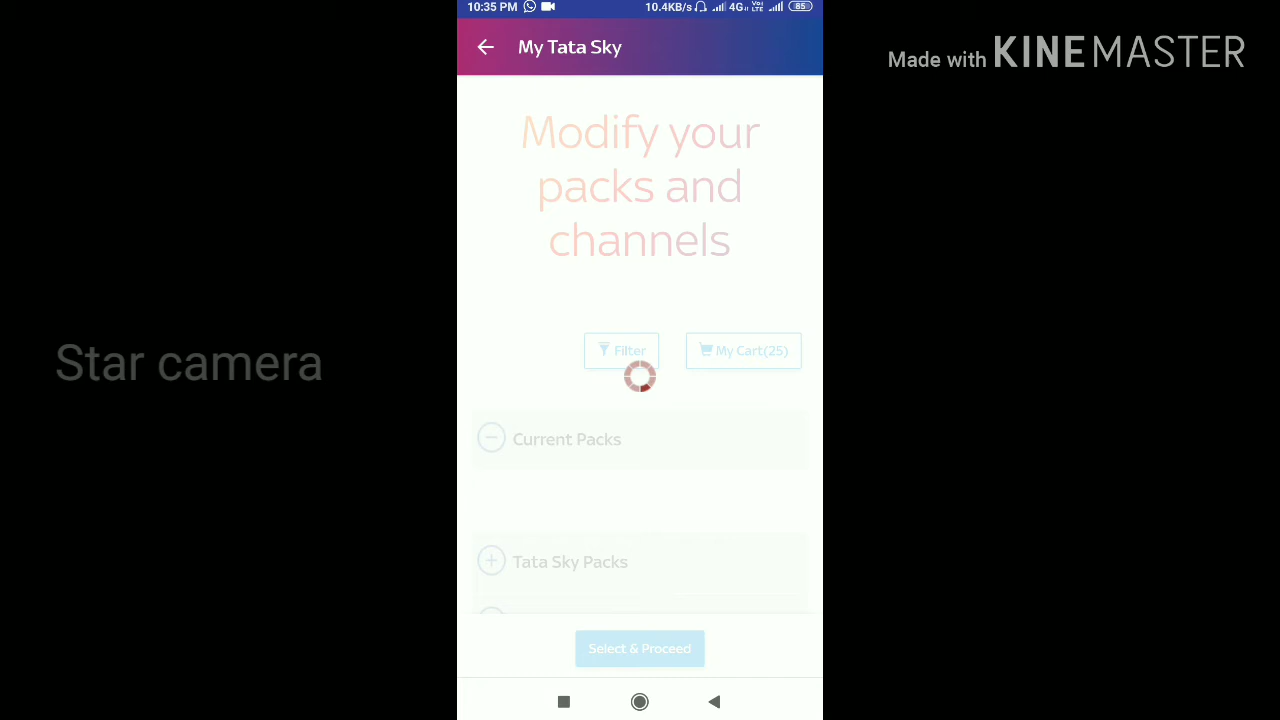 10:35 PM 10.4KB/s 4G VoLTE 85
Made with KINEMASTER
My Tata Sky
Modify your
packs and
channels
Filter My Cart(25)
Star camera
Current Packs
Tata Sky Packs
Select & Proceed